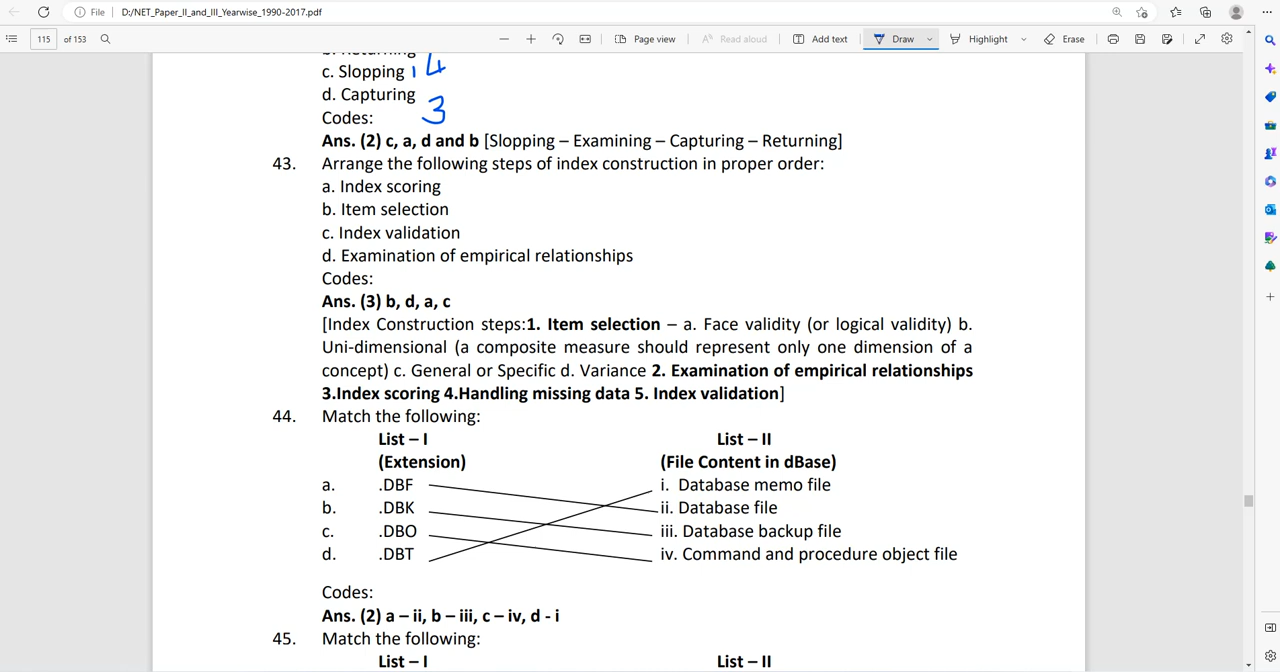 File D:/NET_Paper_II_and_III_Yearwise_1990-2017.pdf
115 of 153 Page view Read aloud Add text Draw Highlight Erase
b. Returning
c. Slopping 1 4
d. Capturing
Codes: 3
Ans. (2) c, a, d and b [Slopping – Examining – Capturing – Returning]
43. Arrange the following steps of index construction in proper order:
a. Index scoring
b. Item selection
c. Index validation
d. Examination of empirical relationships
Codes:
Ans. (3) b, d, a, c
[Index Construction steps:1. Item selection – a. Face validity (or logical validity) b.
Uni-dimensional (a composite measure should represent only one dimension of a
concept) c. General or Specific d. Variance 2. Examination of empirical relationships
3.Index scoring 4.Handling missing data 5. Index validation]
44. Match the following:
List – I List – II
(Extension) (File Content in dBase)
a. .DBF i. Database memo file
b. .DBK ii. Database file
c. .DBO iii. Database backup file
d. .DBT iv. Command and procedure object file
Codes:
Ans. (2) a – ii, b – iii, c – iv, d - i
45. Match the following:
List – I List – II